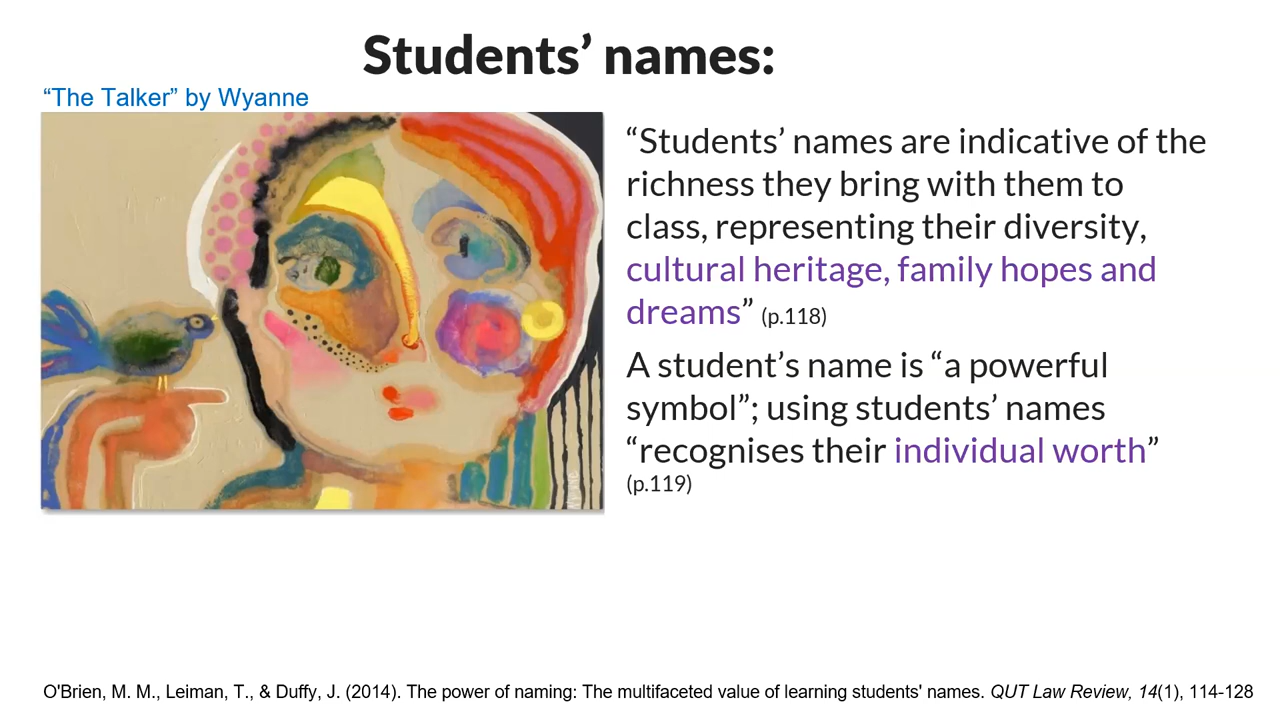 Students’ names:
“The Talker” by Wyanne
“Students’ names are indicative of the
richness they bring with them to
class, representing their diversity,
cultural heritage, family hopes and
dreams” (p.118)
A student’s name is “a powerful
symbol”; using students’ names
“recognises their individual worth”
(p.119)
O'Brien, M. M., Leiman, T., & Duffy, J. (2014). The power of naming: The multifaceted value of learning students' names. QUT Law Review, 14(1), 114-128